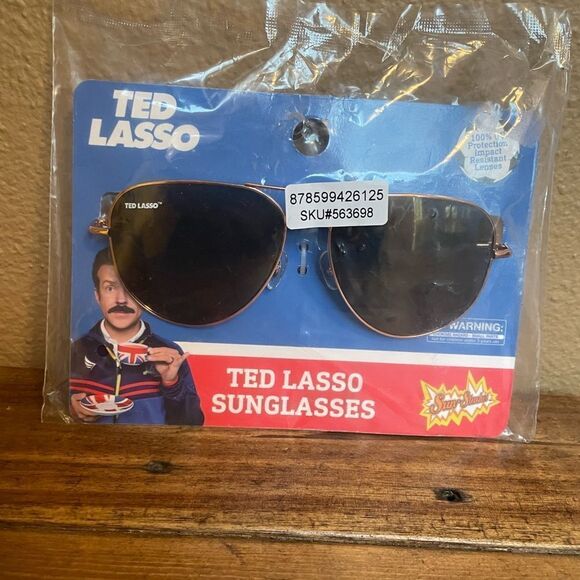 TED
LASSO
100% U
Protection
Impact
Resistant
Lenses
878599426125
SKU#563698
TED LASSO™
WARNING:
TED LASSO
SUNGLASSES
Sun-Staches